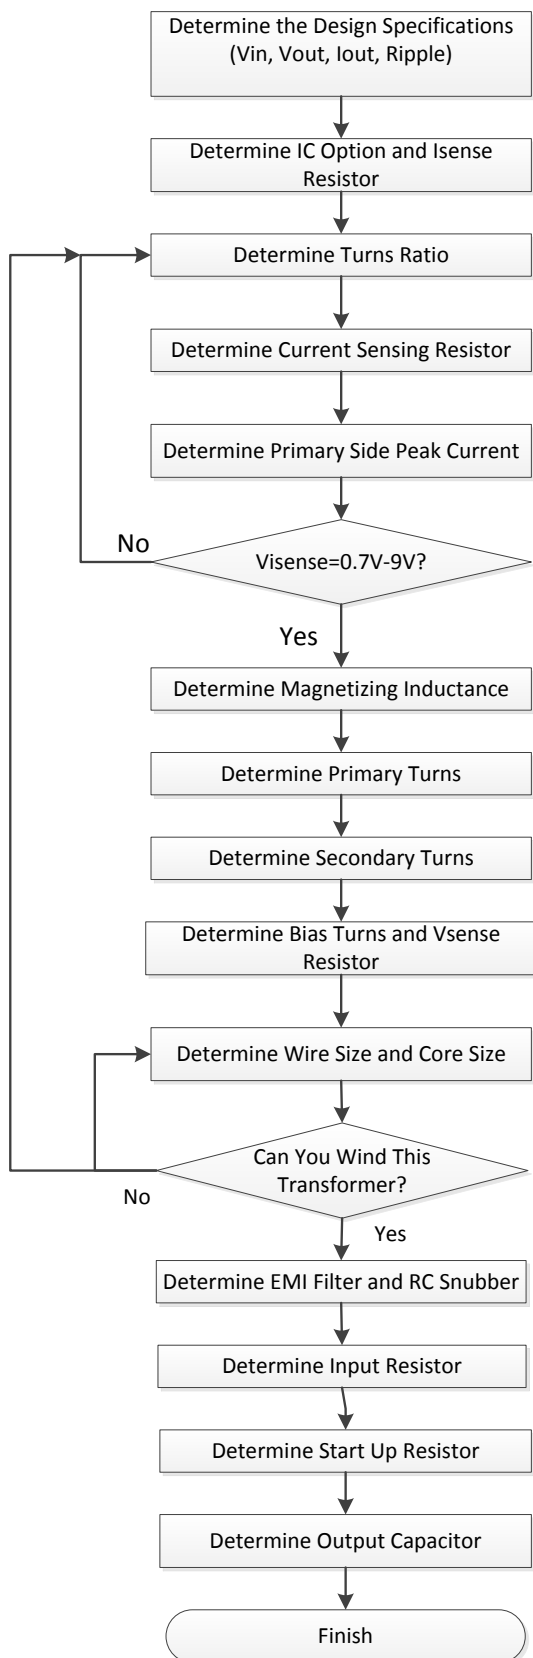 Determine the Design Specifications
(Vin, Vout, Iout, Ripple)
Determine IC Option and Isense
Resistor
Determine Turns Ratio
Determine Current Sensing Resistor
Determine Primary Side Peak Current
No
Visense=0.7V-9V?
Yes
Determine Magnetizing Inductance
Determine Primary Turns
Determine Secondary Turns
Determine Bias Turns and Vsense
Resistor
Determine Wire Size and Core Size
Can You Wind This
Transformer?
No
Yes
Determine EMI Filter and RC Snubber
Determine Input Resistor
Determine Start Up Resistor
Determine Output Capacitor
Finish